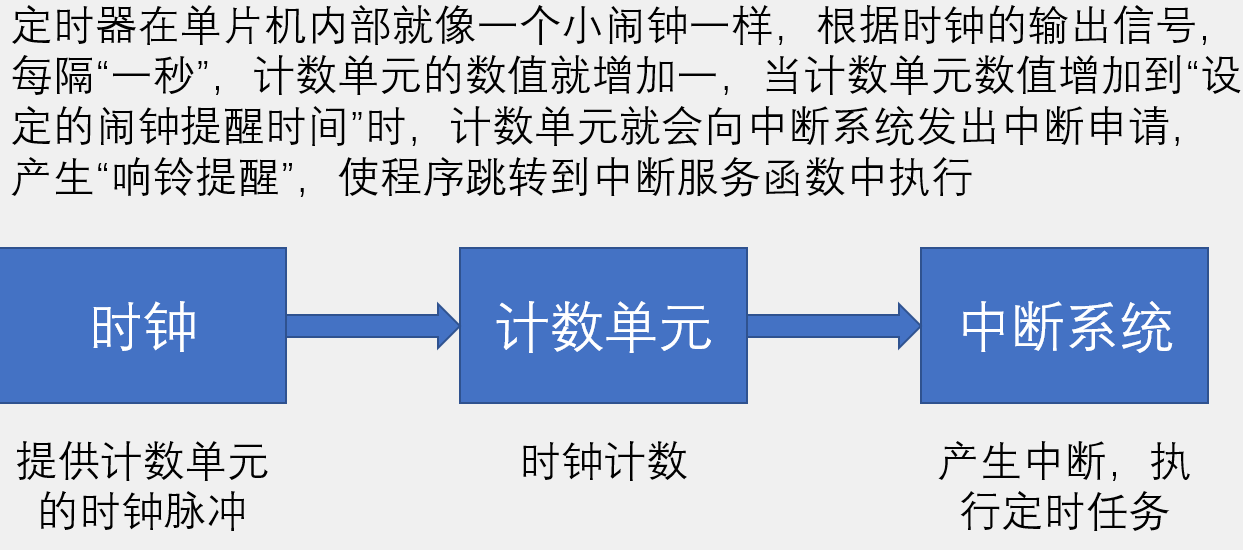 定时器在单片机内部就像一个小闹钟一样，根据时钟的输出信号，
每隔“一秒”，计数单元的数值就增加一，当计数单元数值增加到“设
定的闹钟提醒时间”时，计数单元就会向中断系统发出中断申请，
产生“响铃提醒”，使程序跳转到中断服务函数中执行
时钟
计数单元
中断系统
提供计数单元
的时钟脉冲
时钟计数
产生中断，执
行定时任务